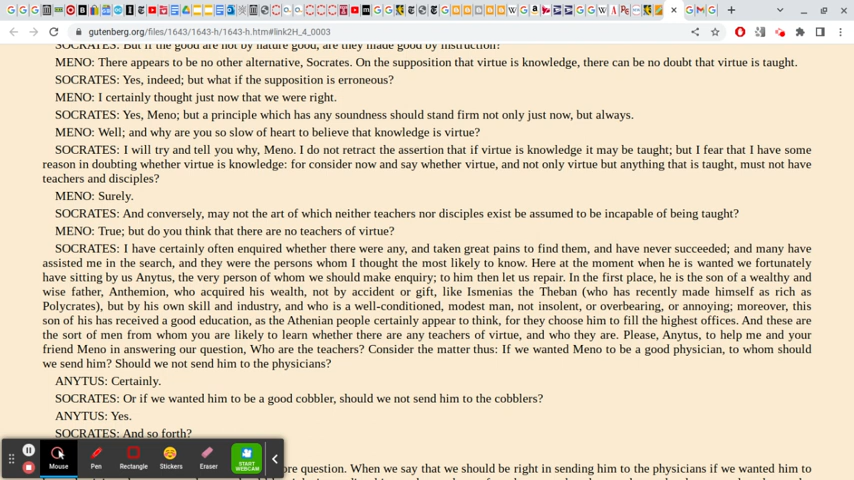 gutenberg.org/files/1643/1643-h/1643-h.htm#link2H_4_0003
SOCRATES: But if the good are not by nature good, are they made good by instruction?
MENO: There appears to be no other alternative, Socrates. On the supposition that virtue is knowledge, there can be no doubt that virtue is taught.
SOCRATES: Yes, indeed; but what if the supposition is erroneous?
MENO: I certainly thought just now that we were right.
SOCRATES: Yes, Meno; but a principle which has any soundness should stand firm not only just now, but always.
MENO: Well; and why are you so slow of heart to believe that knowledge is virtue?
SOCRATES: I will try and tell you why, Meno. I do not retract the assertion that if virtue is knowledge it may be taught; but I fear that I have some
reason in doubting whether virtue is knowledge: for consider now and say whether virtue, and not only virtue but anything that is taught, must not have
teachers and disciples?
MENO: Surely.
SOCRATES: And conversely, may not the art of which neither teachers nor disciples exist be assumed to be incapable of being taught?
MENO: True; but do you think that there are no teachers of virtue?
SOCRATES: I have certainly often enquired whether there were any, and taken great pains to find them, and have never succeeded; and many have
assisted me in the search, and they were the persons whom I thought the most likely to know. Here at the moment when he is wanted we fortunately
have sitting by us Anytus, the very person of whom we should make enquiry; to him then let us repair. In the first place, he is the son of a wealthy and
wise father, Anthemion, who acquired his wealth, not by accident or gift, like Ismenias the Theban (who has recently made himself as rich as
Polycrates), but by his own skill and industry, and who is a well-conditioned, modest man, not insolent, or overbearing, or annoying; moreover, this
son of his has received a good education, as the Athenian people certainly appear to think, for they choose him to fill the highest offices. And these are
the sort of men from whom you are likely to learn whether there are any teachers of virtue, and who they are. Please, Anytus, to help me and your
friend Meno in answering our question, Who are the teachers? Consider the matter thus: If we wanted Meno to be a good physician, to whom should
we send him? Should we not send him to the physicians?
ANYTUS: Certainly.
SOCRATES: Or if we wanted him to be a good cobbler, should we not send him to the cobblers?
ANYTUS: Yes.
SOCRATES: And so forth?
Mouse
Pen
Rectangle
Stickers
Eraser
START
WEBCAM
ore question. When we say that we should be right in sending him to the physicians if we wanted him to